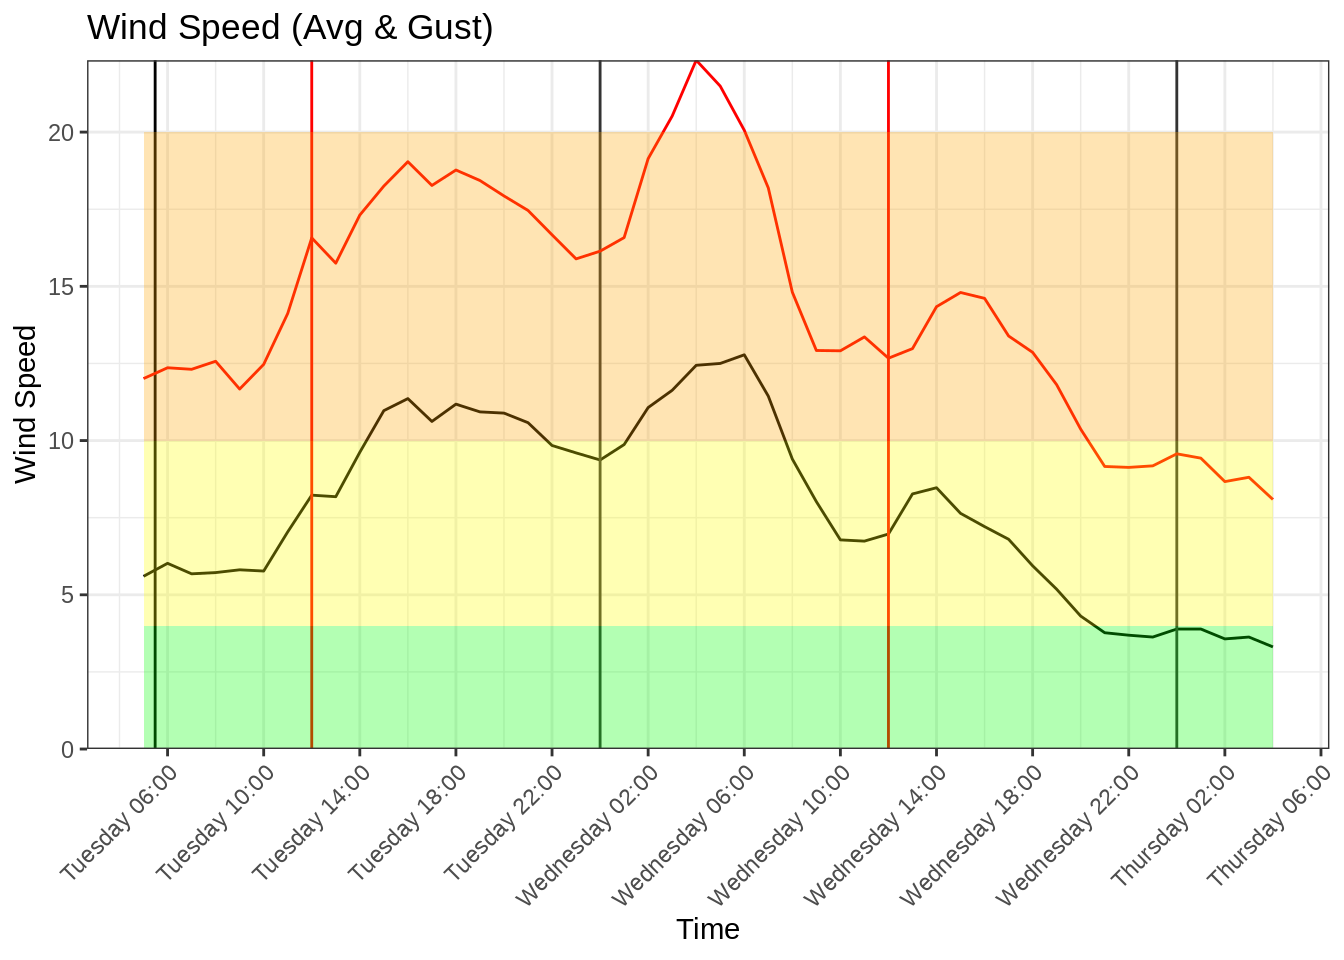 Wind Speed (Avg & Gust)
Wind Speed
20
15
10
5
0
Tuesday 06:00
Tuesday 10:00
Tuesday 14:00
Tuesday 18:00
Tuesday 22:00
Wednesday 02:00
Wednesday 06:00
Wednesday 10:00
Wednesday 14:00
Wednesday 18:00
Wednesday 22:00
Thursday 02:00
Thursday 06:00
Time